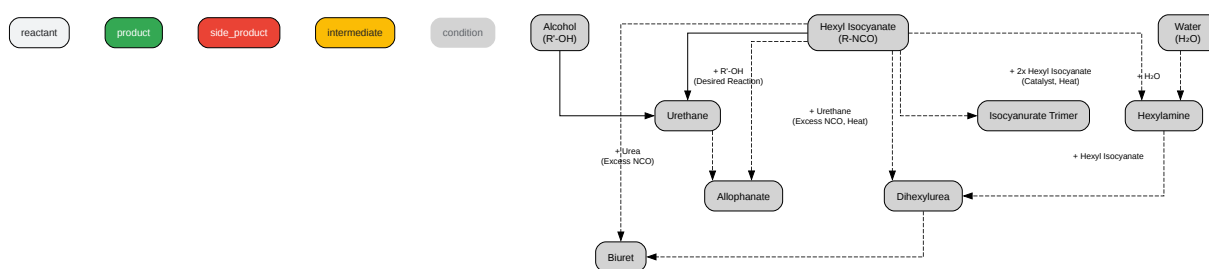 reactant
product
side_product
intermediate
condition
Alcohol
(R'-OH)
Hexyl Isocyanate
(R-NCO)
Water
(H₂O)
+ R'-OH
(Desired Reaction)
+ 2x Hexyl Isocyanate
(Catalyst, Heat)
+ H₂O
Urethane
+ Urethane
(Excess NCO, Heat)
Isocyanurate Trimer
Hexylamine
+ Urea
(Excess NCO)
+ Hexyl Isocyanate
Allophanate
Dihexylurea
Biuret